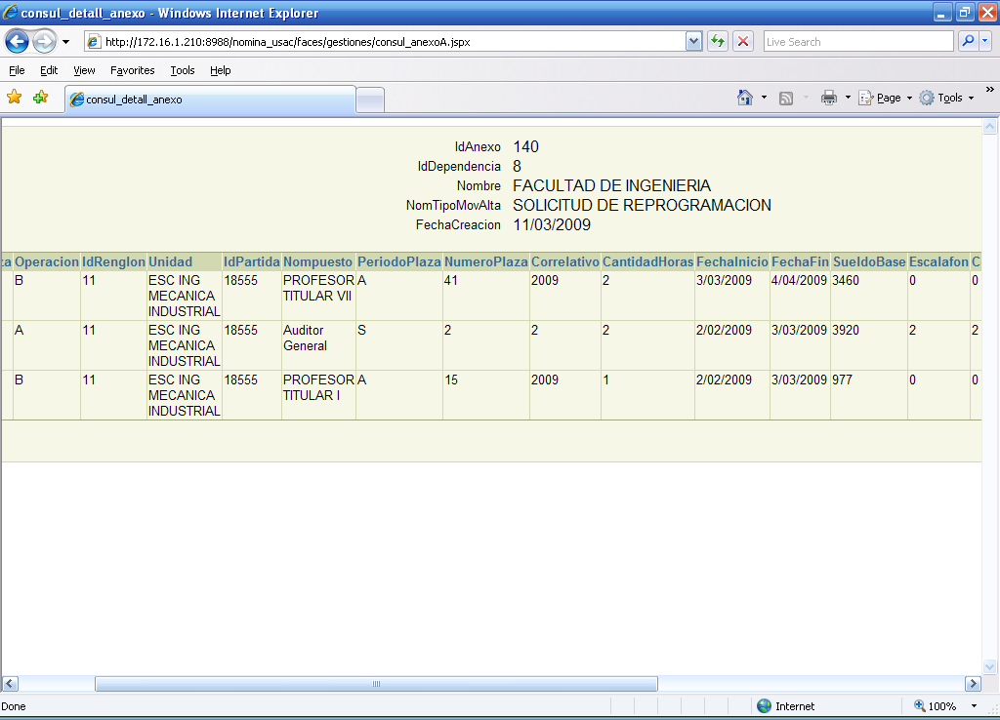 consul_detall_anexo - Windows Internet Explorer
http://172.16.1.210:8988/nomina_usac/faces/gestiones/consul_anexoA.jspx
Live Search
File Edit View Favorites Tools Help
consul_detall_anexo
Page Tools »
IdAnexo 140
IdDependencia 8
Nombre FACULTAD DE INGENIERIA
NomTipoMovAlta SOLICITUD DE REPROGRAMACION
FechaCreacion 11/03/2009
za Operacion IdRenglon Unidad IdPartida Nompuesto PeriodoPlaza NumeroPlaza Correlativo CantidadHoras FechaInicio FechaFin SueldoBase Escalafon C
B 11 ESC ING 18555 PROFESOR A 41 2009 2 3/03/2009 4/04/2009 3460 0 0
MECANICA TITULAR VII
INDUSTRIAL
A 11 ESC ING 18555 Auditor S 2 2 2 2/02/2009 3/03/2009 3920 2 2
MECANICA General
INDUSTRIAL
B 11 ESC ING 18555 PROFESOR A 15 2009 1 2/02/2009 3/03/2009 977 0 0
MECANICA TITULAR I
INDUSTRIAL
Done Internet 100%